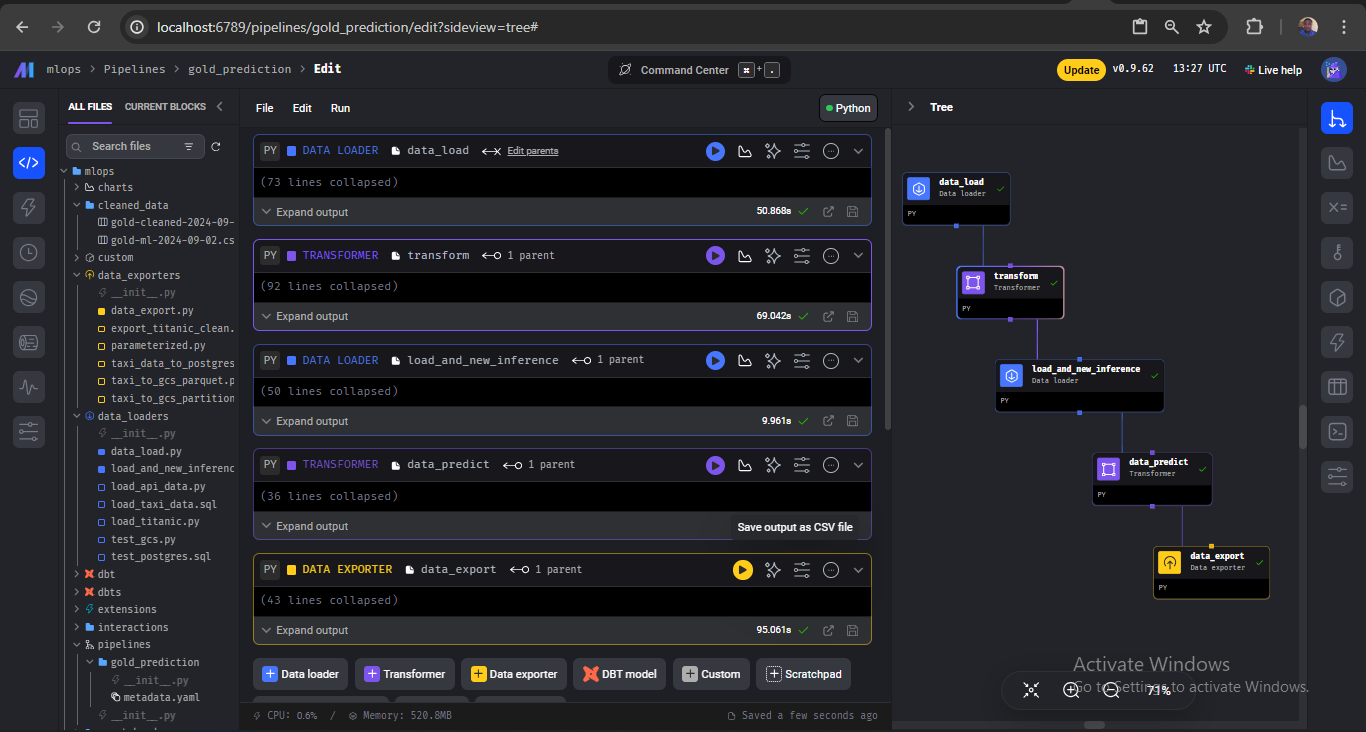 localhost:6789/pipelines/gold_prediction/edit?sideview=tree#
mlops > Pipelines > gold_prediction > Edit
Command Center ⌘ + .
Update v0.9.62 13:27 UTC Live help
ALL FILES CURRENT BLOCKS
Search files
mlops
charts
cleaned_data
gold-cleaned-2024-09-
gold-ml-2024-09-02.cs
custom
data_exporters
__init__.py
data_export.py
export_titanic_clean.
parameterized.py
taxi_data_to_postgres
taxi_to_gcs_parquet.p
taxi_to_gcs_partition
data_loaders
__init__.py
data_load.py
load_and_new_inferenc
load_api_data.py
load_taxi_data.sql
load_titanic.py
test_gcs.py
test_postgres.sql
dbt
dbts
extensions
interactions
pipelines
gold_prediction
__init__.py
metadata.yaml
__init__.py
File Edit Run Python
PY DATA LOADER data_load Edit parents
(73 lines collapsed)
Expand output 50.868s
PY TRANSFORMER transform 1 parent
(92 lines collapsed)
Expand output 69.042s
PY DATA LOADER load_and_new_inference 1 parent
(50 lines collapsed)
Expand output 9.961s
PY TRANSFORMER data_predict 1 parent
(36 lines collapsed)
Expand output Save output as CSV file
PY DATA EXPORTER data_export 1 parent
(43 lines collapsed)
Expand output 95.061s
Data loader Transformer Data exporter DBT model Custom Scratchpad
CPU: 0.6% / Memory: 520.8MB Saved a few seconds ago
Tree
data_load
Data loader
PY
transform
Transformer
PY
load_and_new_inference
Data loader
PY
data_predict
Transformer
PY
data_export
Data exporter
PY
Activate Windows
Go to Settings to activate Windows.
73%